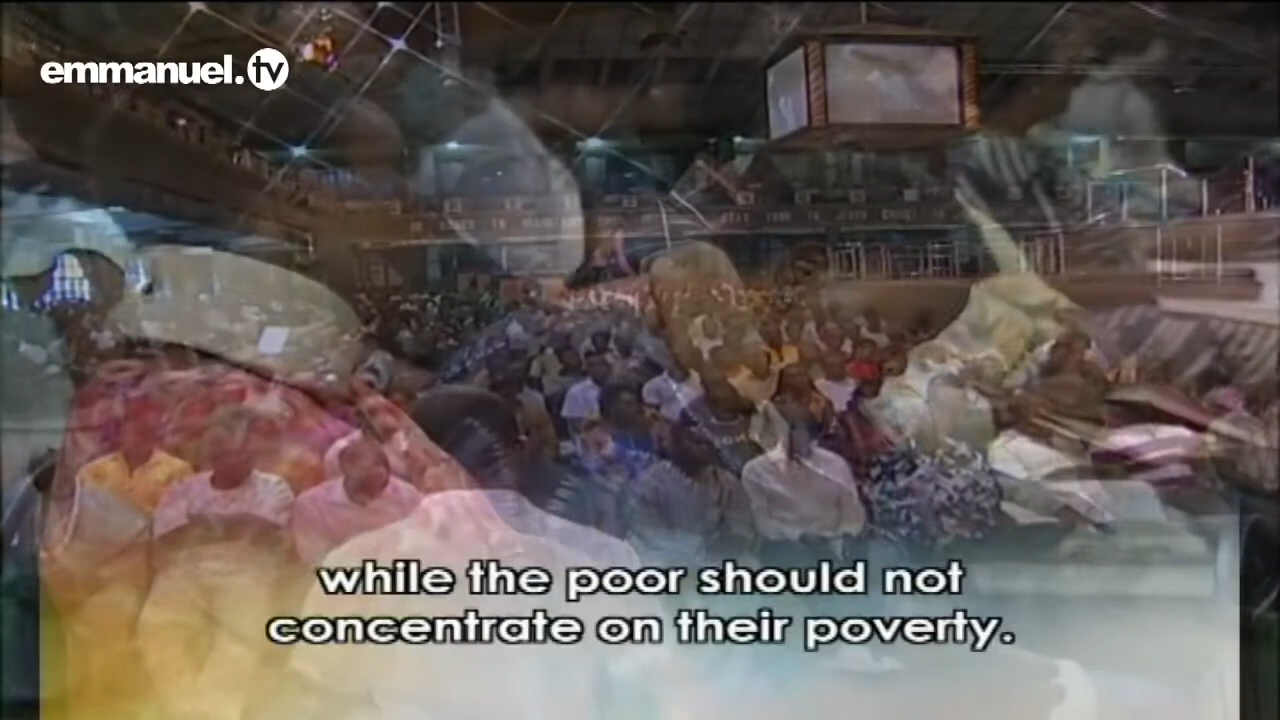 emmanuel.tv
while the poor should not
concentrate on their poverty.